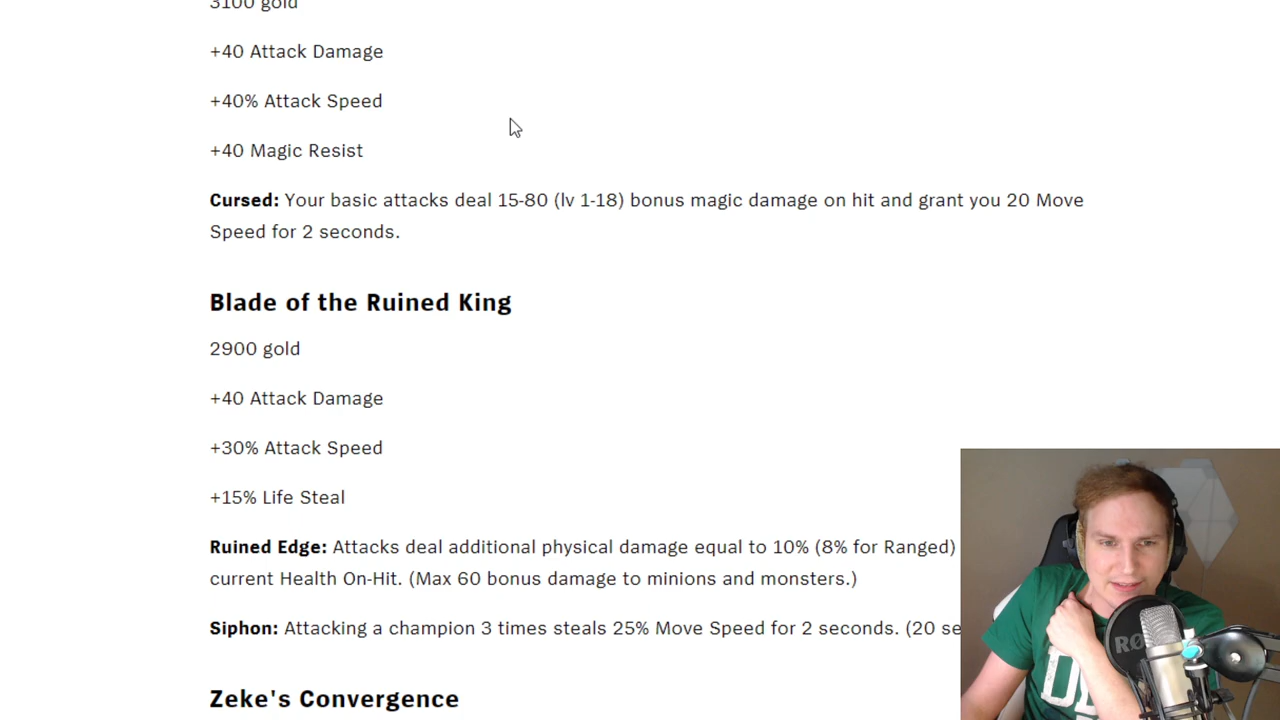 3100 gold
+40 Attack Damage
+40% Attack Speed
+40 Magic Resist
Cursed: Your basic attacks deal 15-80 (lv 1-18) bonus magic damage on hit and grant you 20 Move
Speed for 2 seconds.
Blade of the Ruined King
2900 gold
+40 Attack Damage
+30% Attack Speed
+15% Life Steal
Ruined Edge: Attacks deal additional physical damage equal to 10% (8% for Ranged)
current Health On-Hit. (Max 60 bonus damage to minions and monsters.)
Siphon: Attacking a champion 3 times steals 25% Move Speed for 2 seconds. (20
Zeke's Convergence